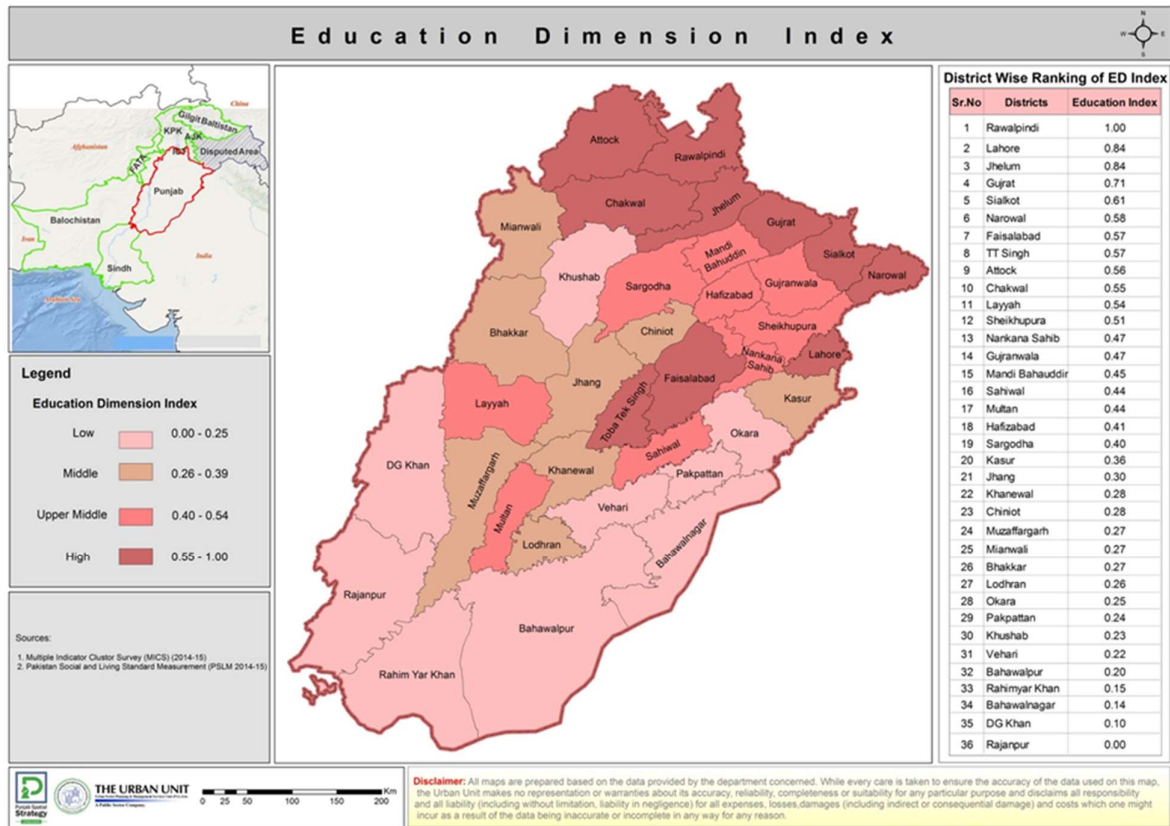 Education Dimension Index
N
W E
S
China
Gilgit Baltistan
KPK
AJK
Afghanistan
ICT
Disputed Area
FATA
Punjab
Balochistan
Iran
India
Sindh
Arabian Sea
Legend
Education Dimension Index
Low 0.00 - 0.25
Middle 0.26 - 0.39
Upper Middle 0.40 - 0.54
High 0.55 - 1.00
Sources:
1. Multiple Indicator Clustor Survey (MICS) (2014-15)
2. Pakistan Social and Living Standard Measurement (PSLM 2014-15)
Attock
Rawalpindi
Chakwal
Jhelum
Mianwali
Gujrat
Mandi
Bahuddin
Sialkot
Khushab
Narowal
Sargodha
Gujranwala
Hafizabad
Bhakkar
Chiniot
Sheikhupura
Nankana
Sahib
Lahore
Jhang
Faisalabad
Toba Tek Singh
Kasur
Layyah
Okara
DG Khan
Sahiwal
Khanewal
Pakpattan
Muzaffargarh
Multan
Vehari
Lodhran
Bahawalnagar
Rajanpur
Bahawalpur
Rahim Yar Khan
District Wise Ranking of ED Index
Sr.No Districts Education Index
1 Rawalpindi 1.00
2 Lahore 0.84
3 Jhelum 0.84
4 Gujrat 0.71
5 Sialkot 0.61
6 Narowal 0.58
7 Faisalabad 0.57
8 TT Singh 0.57
9 Attock 0.56
10 Chakwal 0.55
11 Layyah 0.54
12 Sheikhupura 0.51
13 Nankana Sahib 0.47
14 Gujranwala 0.47
15 Mandi Bahauddir 0.45
16 Sahiwal 0.44
17 Multan 0.44
18 Hafizabad 0.41
19 Sargodha 0.40
20 Kasur 0.36
21 Jhang 0.30
22 Khanewal 0.28
23 Chiniot 0.28
24 Muzaffargarh 0.27
25 Mianwali 0.27
26 Bhakkar 0.27
27 Lodhran 0.26
28 Okara 0.25
29 Pakpattan 0.24
30 Khushab 0.23
31 Vehari 0.22
32 Bahawalpur 0.20
33 Rahimyar Khan 0.15
34 Bahawalnagar 0.14
35 DG Khan 0.10
36 Rajanpur 0.00
Punjab Spatial
Strategy
THE URBAN UNIT
A Public Sector Company
Km
0 25 50 100 150 200
Disclaimer: All maps are prepared based on the data provided by the department concerned. While every care is taken to ensure the accuracy of the data used on this map,
the Urban Unit makes no representation or warranties about its accuracy, reliability, completeness or suitability for any particular purpose and disclaims all responsibility
and all liability (including without limitation, liability in negligence) for all expenses, losses,damages (including indirect or consequential damage) and costs which one might
incur as a result of the data being inaccurate or incomplete in any way for any reason.